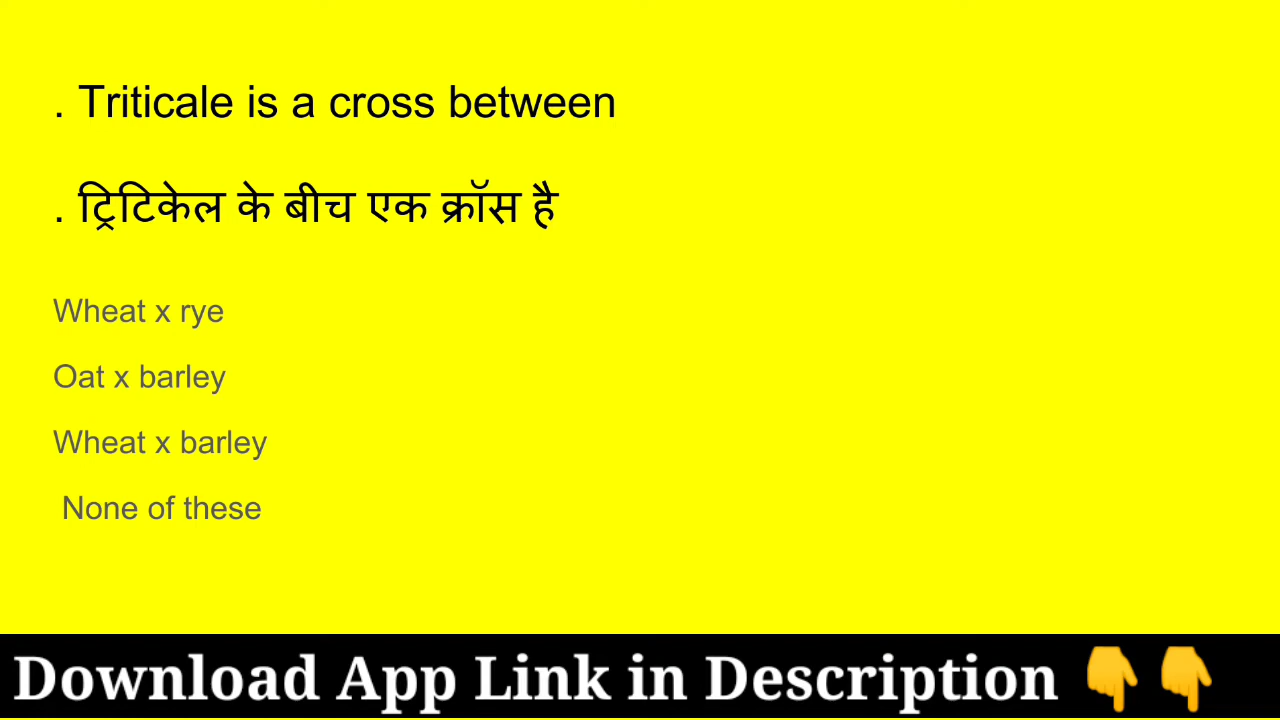 . Triticale is a cross between
. ट्रिटिकेल के बीच एक क्रॉस है
Wheat x rye
Oat x barley
Wheat x barley
None of these
Download App Link in Description 👇👇